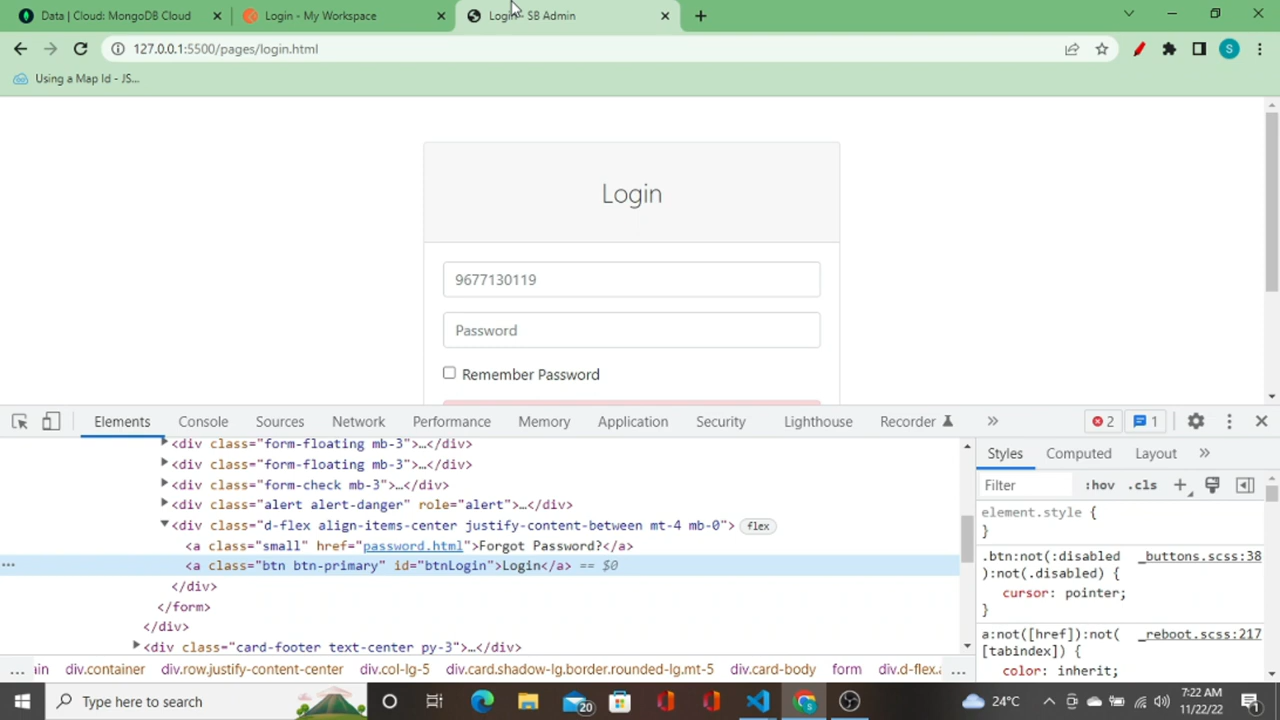 Data | Cloud: MongoDB Cloud
Login - My Workspace
Login - SB Admin
127.0.0.1:5500/pages/login.html
S
Using a Map Id - JS...
Login
9677130119
Password
Remember Password
Elements
Console
Sources
Network
Performance
Memory
Application
Security
Lighthouse
Recorder
2
1
<div class="form-floating mb-3">…</div>
<div class="form-floating mb-3">…</div>
<div class="form-check mb-3">…</div>
<div class="alert alert-danger" role="alert">…</div>
<div class="d-flex align-items-center justify-content-between mt-4 mb-0"> flex
<a class="small" href="password.html">Forgot Password?</a>
<a class="btn btn-primary" id="btnLogin">Login</a> == $0
</div>
</form>
</div>
<div class="card-footer text-center py-3">…</div>
Styles
Computed
Layout
Filter
:hov
.cls
element.style {
}
.btn:not(:disabled _buttons.scss:38
):not(.disabled) {
cursor: pointer;
}
a:not([href]):not( _reboot.scss:217
[tabindex]) {
color: inherit;
... ain div.container div.row.justify-content-center div.col-lg-5 div.card.shadow-lg.border.rounded-lg.mt-5 div.card-body form div.d-flex.a ...
Type here to search
20
24°C
7:22 AM
11/22/22
1